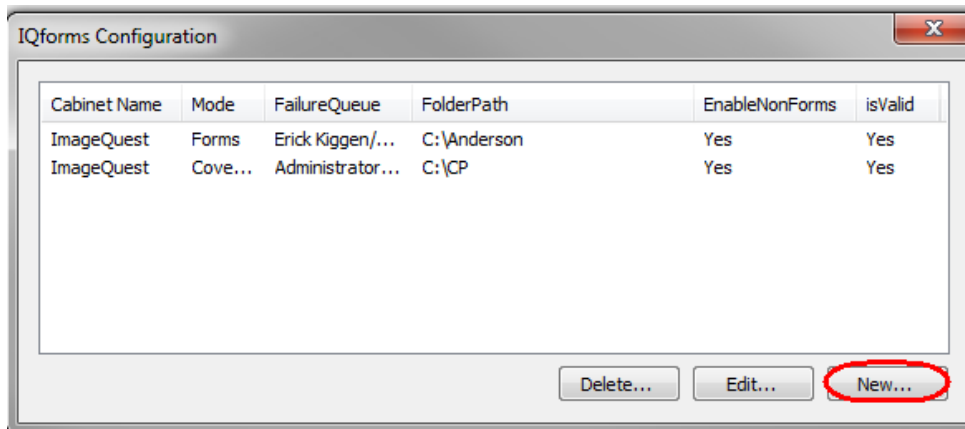 IQforms Configuration
Cabinet Name Mode FailureQueue FolderPath EnableNonForms isValid
ImageQuest Forms Erick Kiggen/... C:\Anderson Yes Yes
ImageQuest Cove... Administrator... C:\CP Yes Yes
Delete... Edit... New...